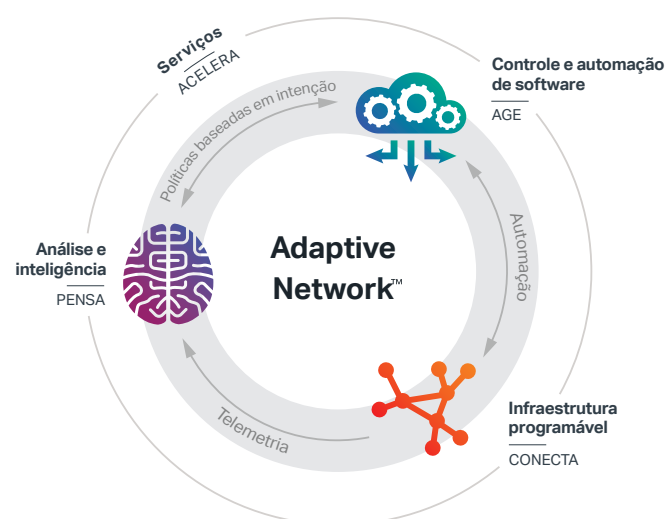 Serviços
ACELERA
Políticas baseadas em intenção
Controle e automação
de software
AGE
Automação
Análise e
inteligência
PENSA
Adaptive
Network™
Infraestrutura
programável
CONECTA
Telemetria